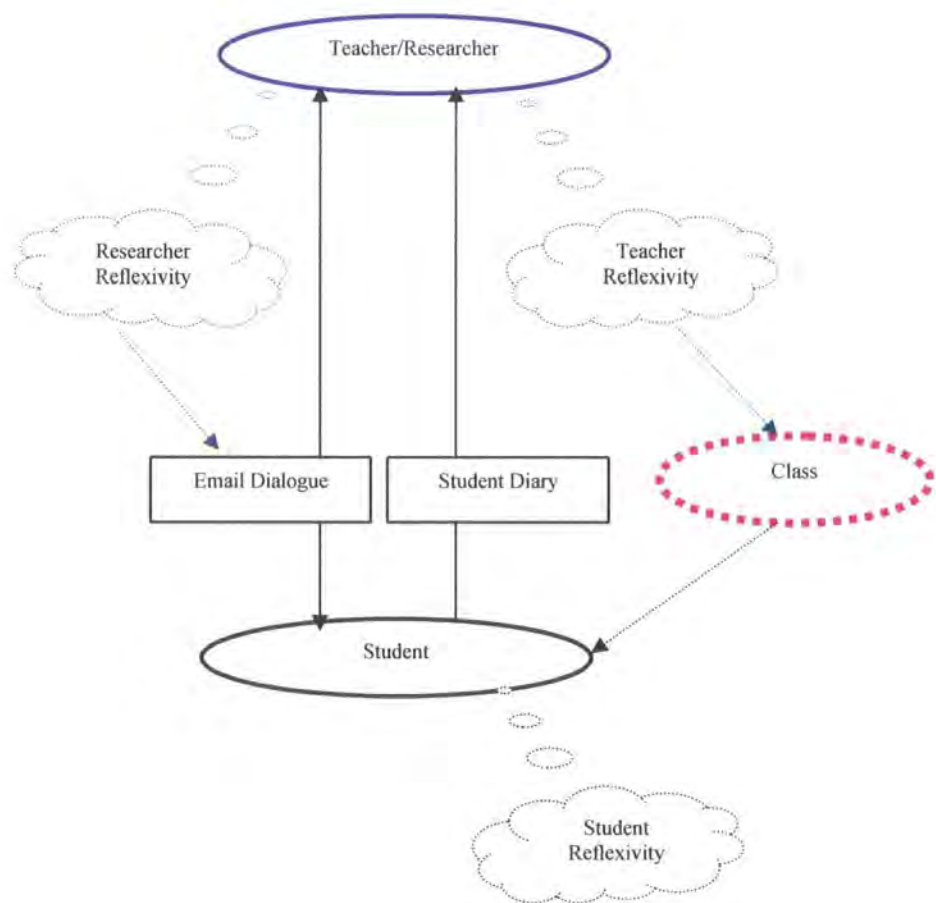 Teacher/Researcher
Researcher
Reflexivity
Teacher
Reflexivity
Email Dialogue
Student Diary
Class
Student
Student
Reflexivity